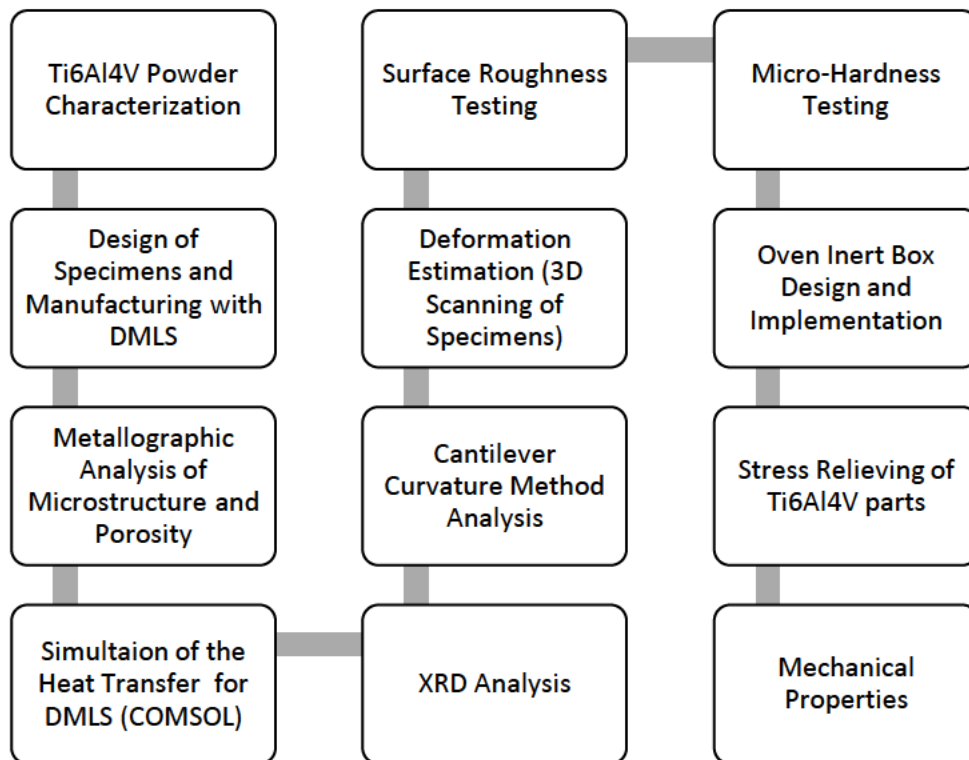 Ti6Al4V Powder
Characterization
Design of
Specimens and
Manufacturing with
DMLS
Metallographic
Analysis of
Microstructure and
Porosity
Simultaion of the
Heat Transfer for
DMLS (COMSOL)
XRD Analysis
Cantilever
Curvature Method
Analysis
Deformation
Estimation (3D
Scanning of
Specimens)
Surface Roughness
Testing
Micro-Hardness
Testing
Oven Inert Box
Design and
Implementation
Stress Relieving of
Ti6Al4V parts
Mechanical
Properties